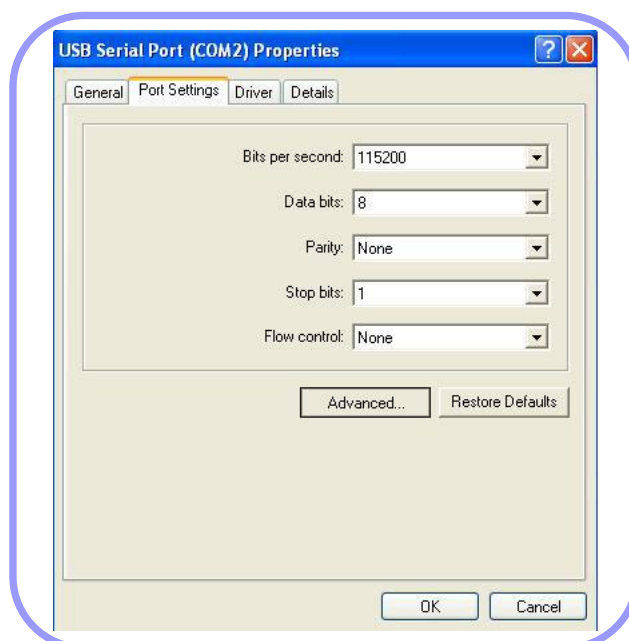 USB Serial Port (COM2) Properties
General Port Settings Driver Details
Bits per second: 115200
Data bits: 8
Parity: None
Stop bits: 1
Flow control: None
Advanced... Restore Defaults
OK Cancel